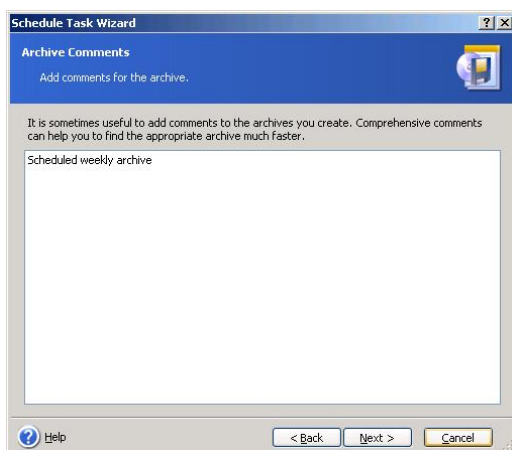 Schedule Task Wizard
Archive Comments
Add comments for the archive.
It is sometimes useful to add comments to the archives you create. Comprehensive comments
can help you to find the appropriate archive much faster.
Scheduled weekly archive
Help
< Back
Next >
Cancel